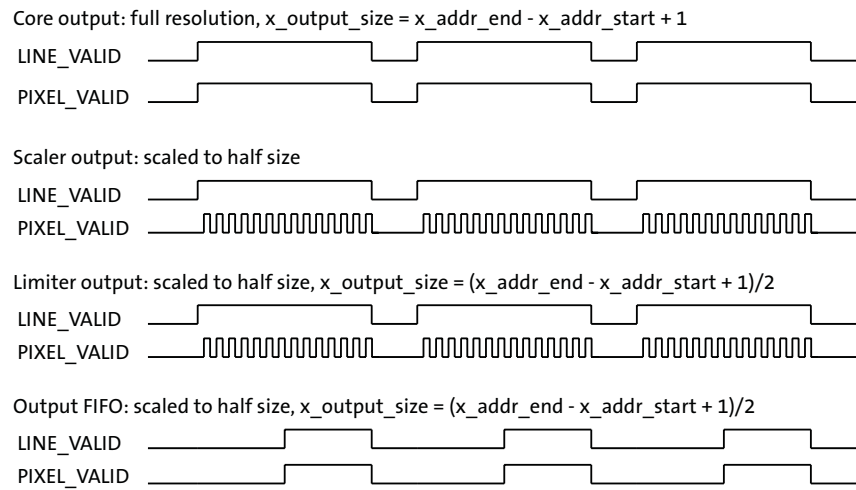 Core output: full resolution, x_output_size = x_addr_end - x_addr_start + 1
LINE_VALID
PIXEL_VALID
Scaler output: scaled to half size
LINE_VALID
PIXEL_VALID
Limiter output: scaled to half size, x_output_size = (x_addr_end - x_addr_start + 1)/2
LINE_VALID
PIXEL_VALID
Output FIFO: scaled to half size, x_output_size = (x_addr_end - x_addr_start + 1)/2
LINE_VALID
PIXEL_VALID